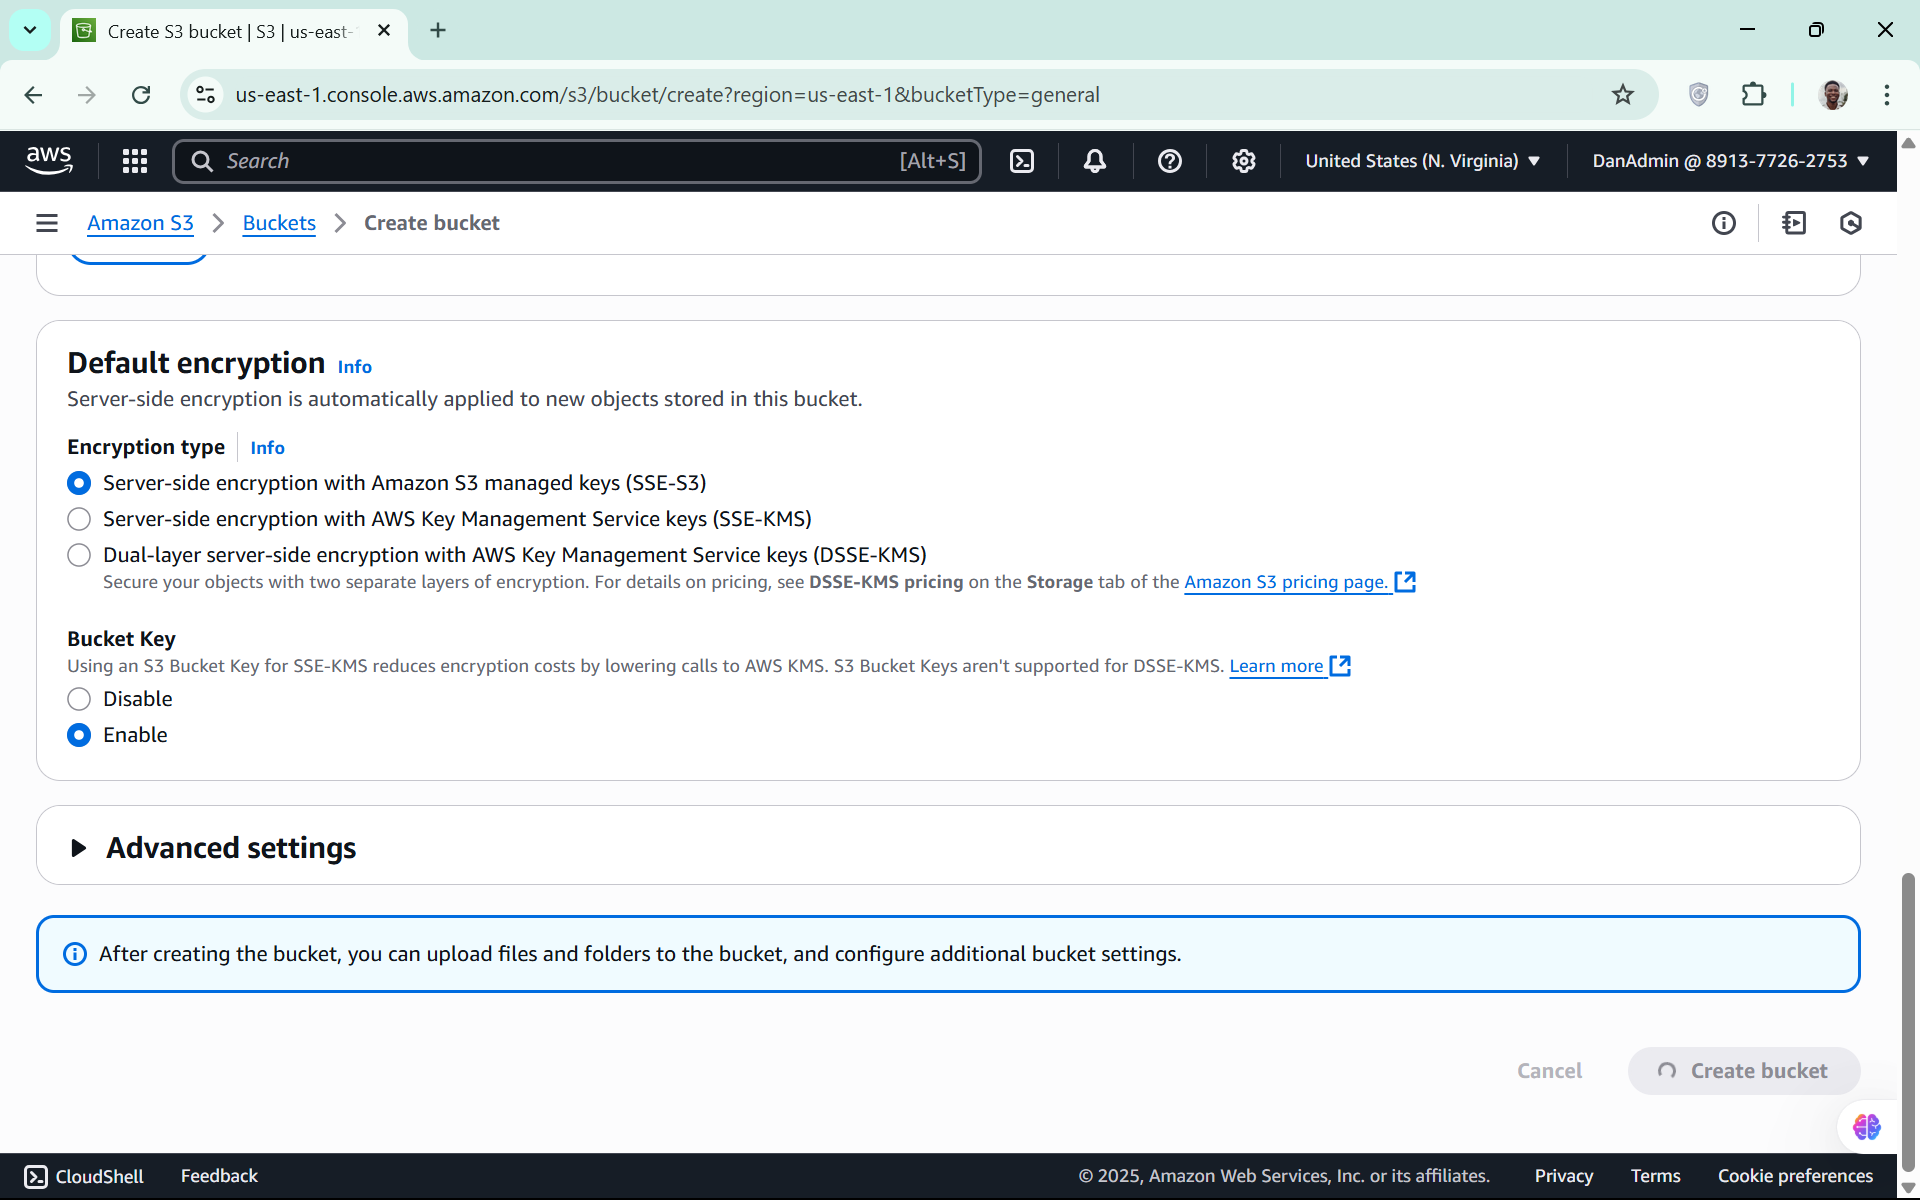 Create S3 bucket | S3 | us-east-
us-east-1.console.aws.amazon.com/s3/bucket/create?region=us-east-1&bucketType=general
aws
Search
[Alt+S]
United States (N. Virginia)
DanAdmin @ 8913-7726-2753
Amazon S3
Buckets
Create bucket
Default encryption Info
Server-side encryption is automatically applied to new objects stored in this bucket.
Encryption type Info
Server-side encryption with Amazon S3 managed keys (SSE-S3)
Server-side encryption with AWS Key Management Service keys (SSE-KMS)
Dual-layer server-side encryption with AWS Key Management Service keys (DSSE-KMS)
Secure your objects with two separate layers of encryption. For details on pricing, see DSSE-KMS pricing on the Storage tab of the Amazon S3 pricing page.
Bucket Key
Using an S3 Bucket Key for SSE-KMS reduces encryption costs by lowering calls to AWS KMS. S3 Bucket Keys aren't supported for DSSE-KMS. Learn more
Disable
Enable
Advanced settings
After creating the bucket, you can upload files and folders to the bucket, and configure additional bucket settings.
Cancel
Create bucket
CloudShell
Feedback
© 2025, Amazon Web Services, Inc. or its affiliates.
Privacy
Terms
Cookie preferences